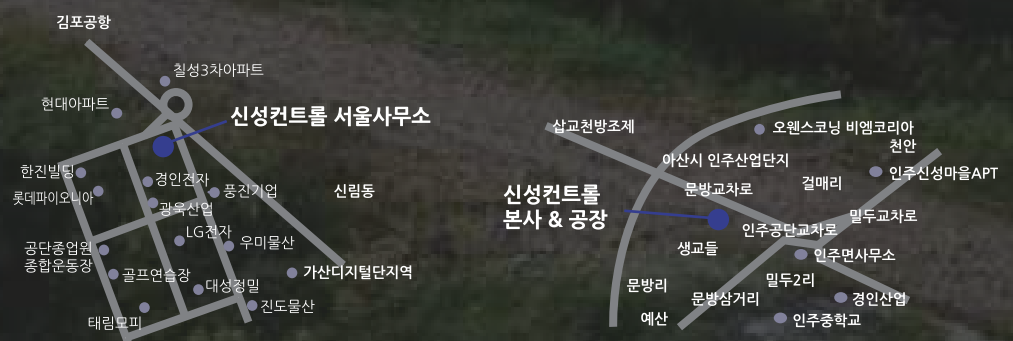 김포공항
칠성3차아파트
현대아파트
신성컨트롤 서울사무소
한진빌딩
롯데파이오니아
경인전자
광욱산업
풍진기업
신림동
LG전자
우미물산
공단종업원
종합운동장
골프연습장
대성정밀
가산디지털단지역
진도물산
태림모피
삽교천방조제
오웬스코닝 비엠코리아
천안
아산시 인주산업단지
인주신성마을APT
걸매리
문방교차로
신성컨트롤
본사 & 공장
밀두교차로
인주공단교차로
생교들
인주면사무소
밀두2리
문방리
문방삼거리
경인산업
예산
인주중학교